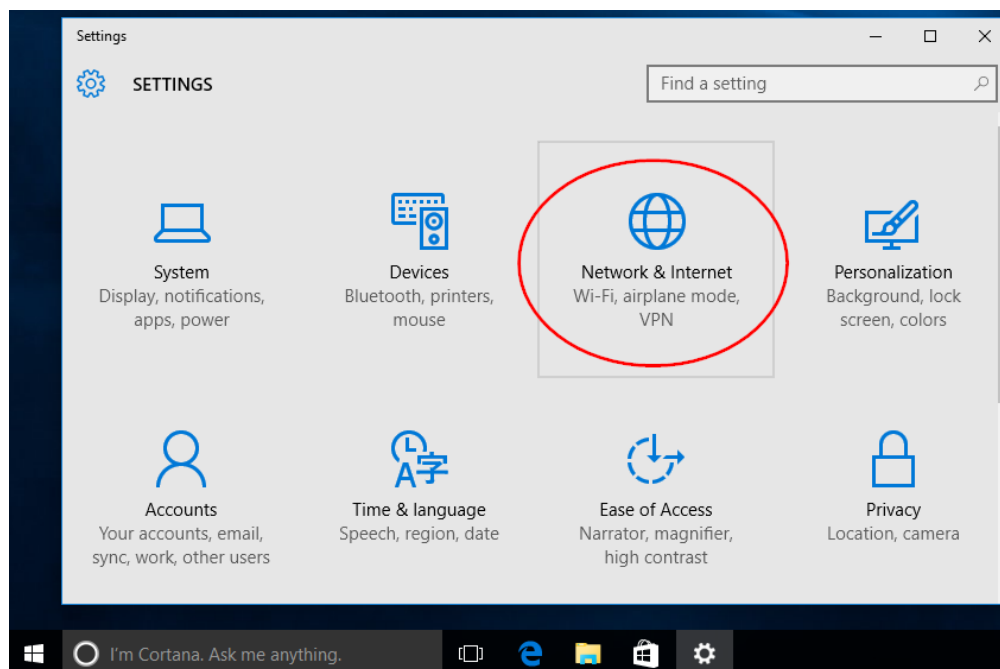 Settings
SETTINGS
Find a setting
System
Display, notifications,
apps, power
Devices
Bluetooth, printers,
mouse
Network & Internet
Wi-Fi, airplane mode,
VPN
Personalization
Background, lock
screen, colors
Accounts
Your accounts, email,
sync, work, other users
Time & language
Speech, region, date
Ease of Access
Narrator, magnifier,
high contrast
Privacy
Location, camera
I'm Cortana. Ask me anything.